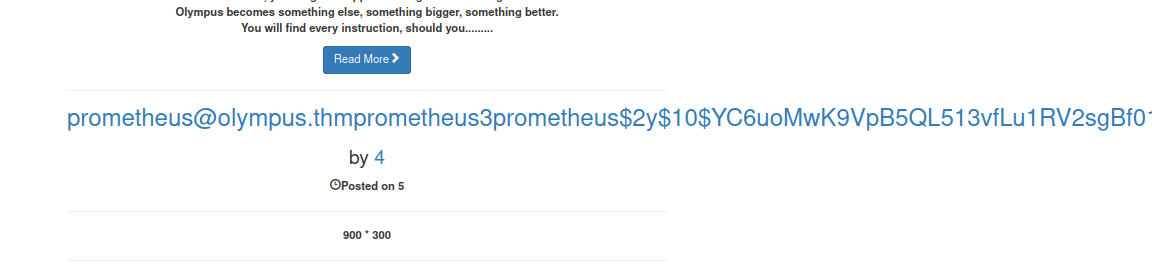 Olympus becomes something else, something bigger, something better.
You will find every instruction, should you.........
Read More
prometheus@olympus.thmprometheus3prometheus$2y$10$YC6uoMwK9VpB5QL513vfLu1RV2sgBf01
by 4
Posted on 5
900 * 300